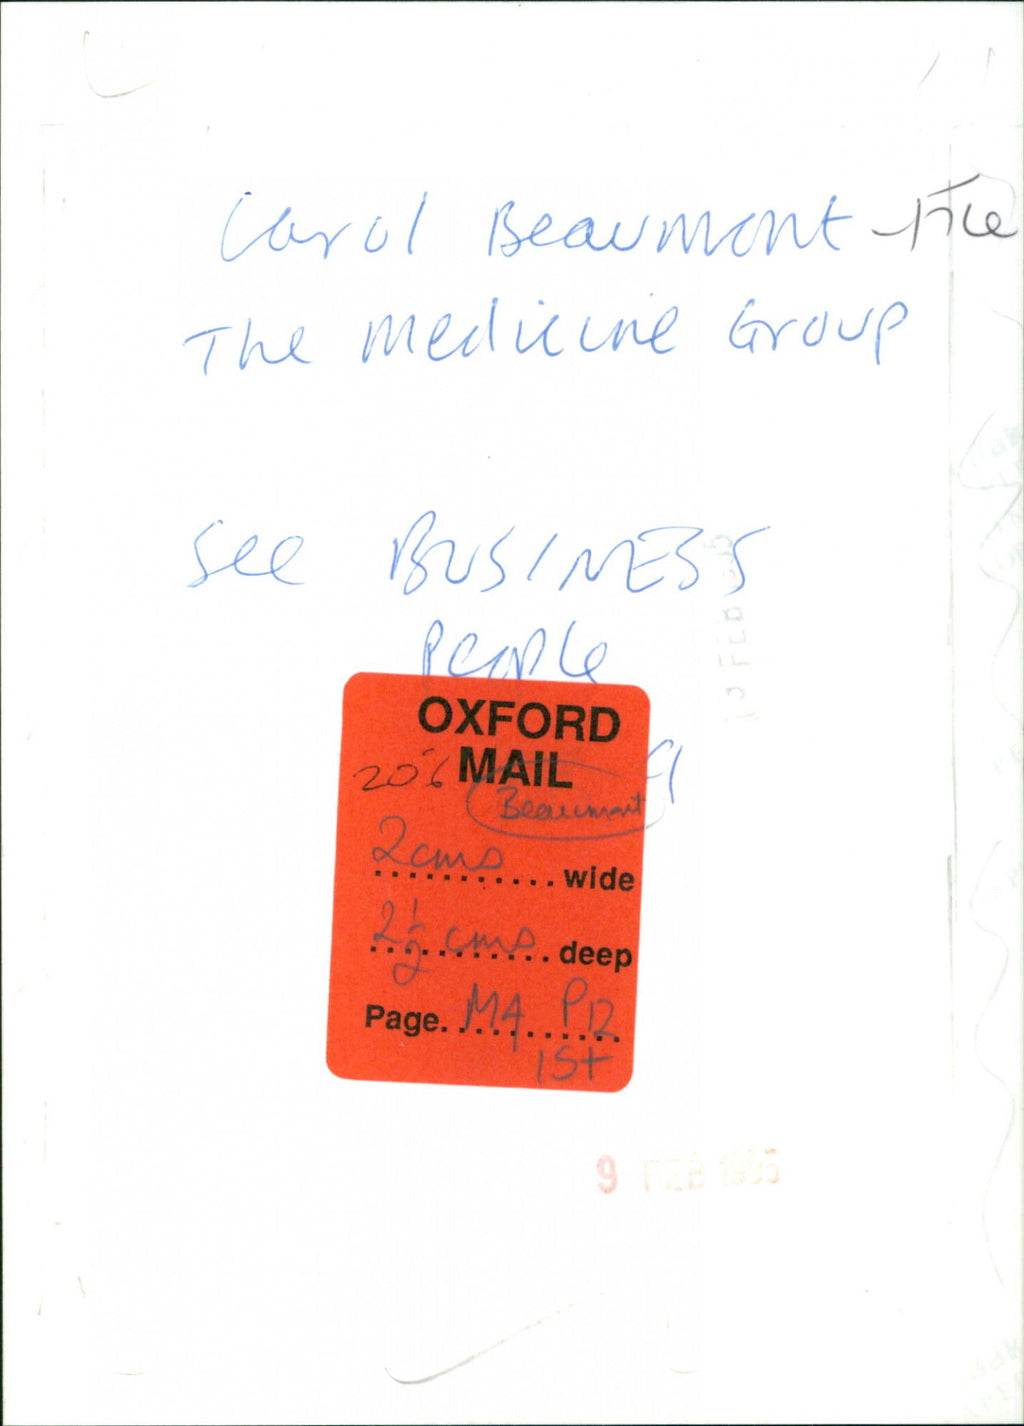 Carol Beaumont File
The Medicine Group
See BUSINESS
People
OXFORD
MAIL
Beaumont
2cms wide
2½ cms deep
Page. M4 P12
1st
9 FEB 1995